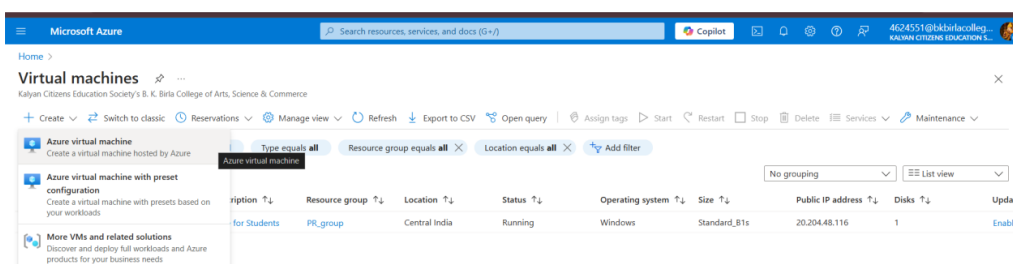 Microsoft Azure
Search resources, services, and docs (G+/)
Copilot
4624551@bkbirlacolleg...
KALYAN CITIZENS EDUCATION S...
Home >
Virtual machines
Kalyan Citizens Education Society's B. K. Birla College of Arts, Science & Commerce
Create Switch to classic Reservations Manage view Refresh Export to CSV Open query Assign tags Start Restart Stop Delete Services Maintenance
Azure virtual machine
Create a virtual machine hosted by Azure
Type equals all Resource group equals all Location equals all Add filter
Azure virtual machine
Azure virtual machine with preset
configuration
Create a virtual machine with presets based on
your workloads
No grouping List view
ription Resource group Location Status Operating system Size Public IP address Disks Upda
for Students PR_group Central India Running Windows Standard_B1s 20.204.48.116 1 Enabl
More VMs and related solutions
Discover and deploy full workloads and Azure
products for your business needs